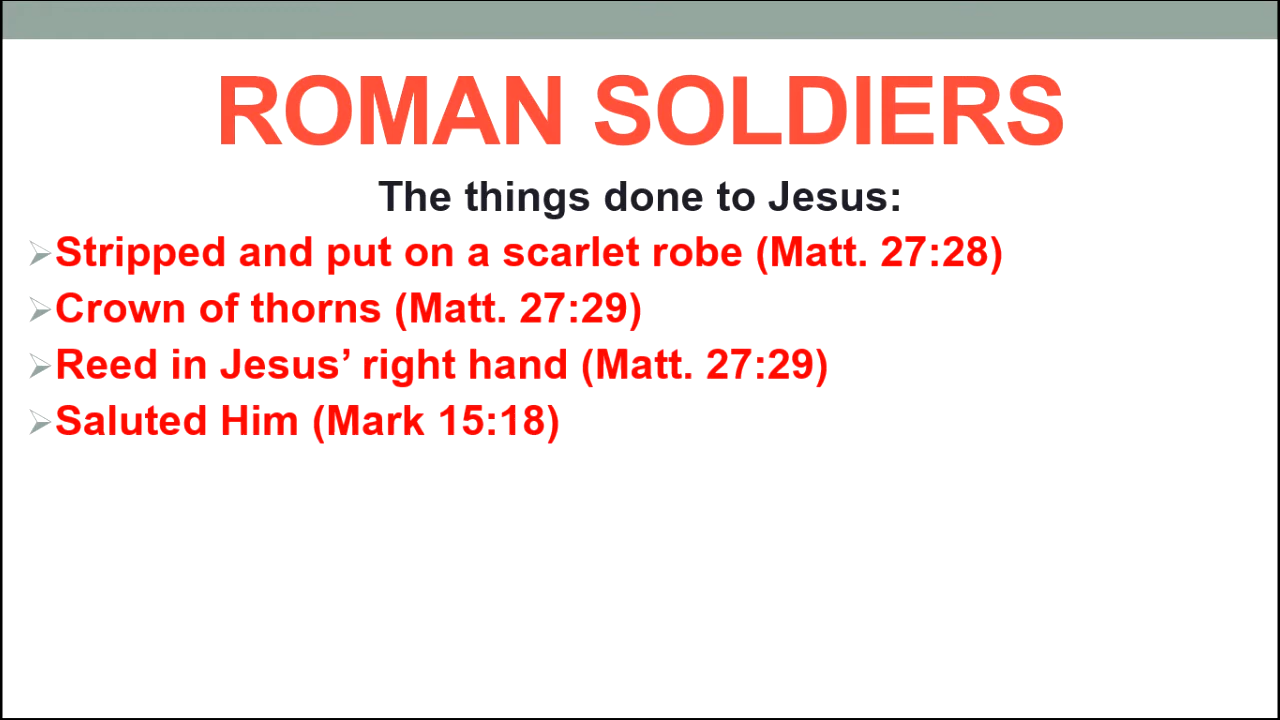 ROMAN SOLDIERS
The things done to Jesus:
Stripped and put on a scarlet robe (Matt. 27:28)
Crown of thorns (Matt. 27:29)
Reed in Jesus’ right hand (Matt. 27:29)
Saluted Him (Mark 15:18)